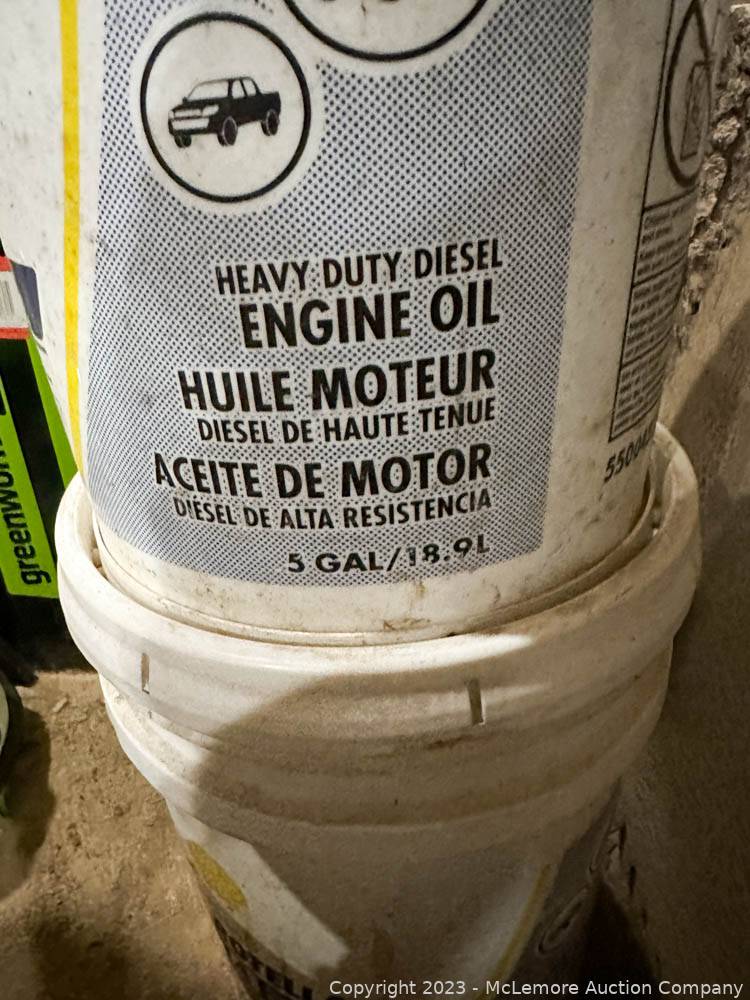 HEAVY DUTY DIESEL
ENGINE OIL
HUILE MOTEUR
DIESEL DE HAUTE TENUE
ACEITE DE MOTOR
DIESEL DE ALTA RESISTENCIA
5 GAL/18.9L
greenwor
Copyright 2023 - McLemore Auction Company